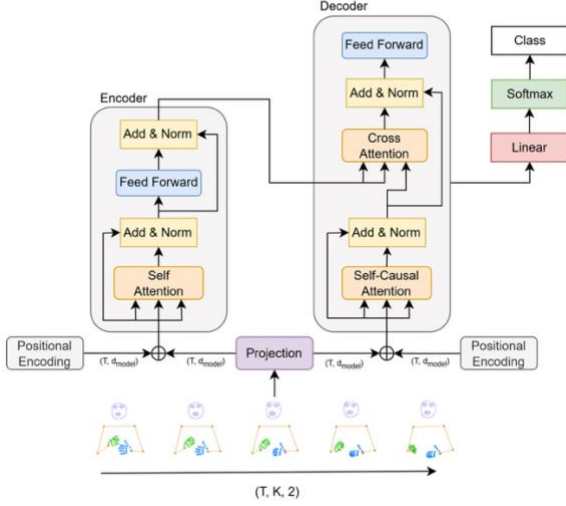 Decoder
Feed Forward
Class
Add & Norm
Softmax
Encoder
Add & Norm
Cross
Attention
Linear
Feed Forward
Add & Norm
Add & Norm
Self
Attention
Self-Causal
Attention
Positional
Encoding
(T, dmodel)
(T, dmodel)
Projection
(T, dmodel)
(T, dmodel)
Positional
Encoding
(T, K, 2)